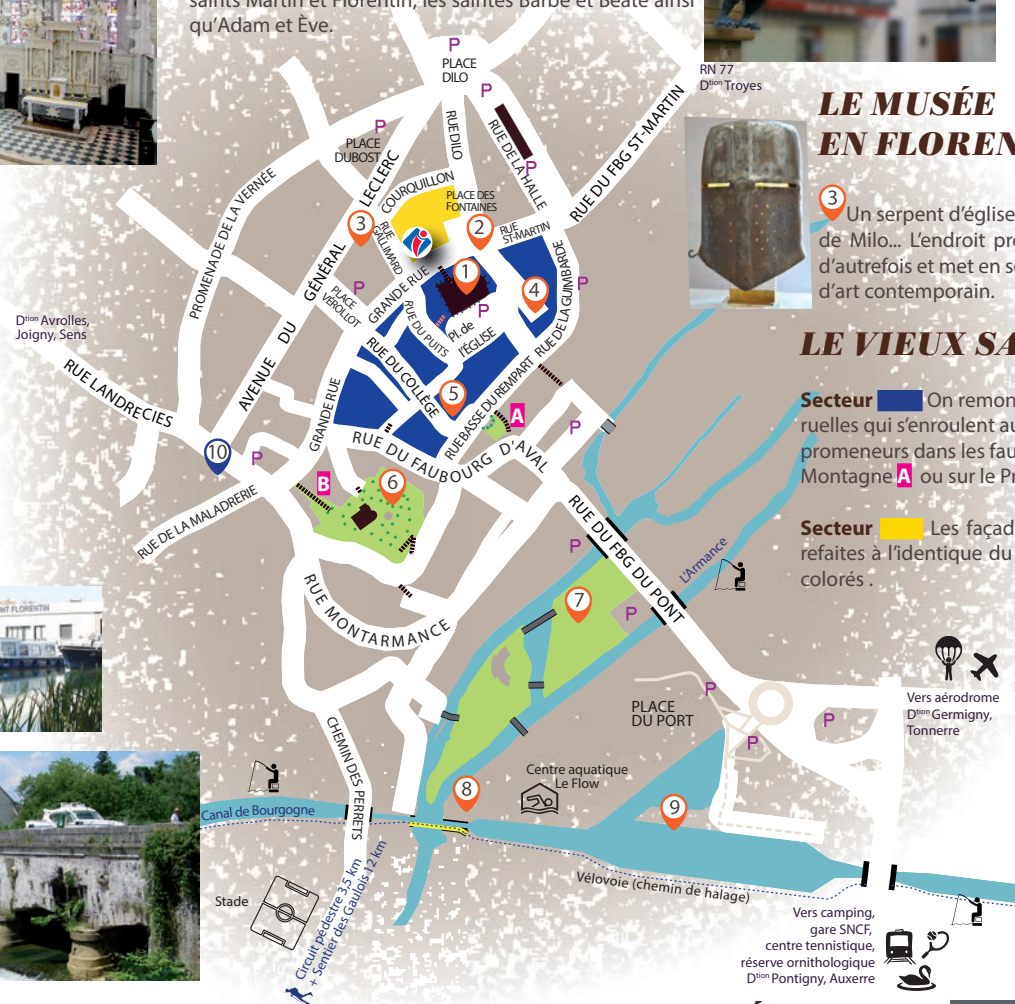 saints Martin et Florentin, les saintes Barbe et Béate ainsi
qu'Adam et Ève.
P
PLACE
DILO
P
RN 77
Dtion Troyes
P
PLACE
DUBOST
RUE DILO
RUE DE LA HALLE
P
RUE DU FBG ST-MARTIN
LE MUSÉE
EN FLOREN
3
Un serpent d'église
de Milo... L'endroit pr
d'autrefois et met en s
d'art contemporain.
PROMENADE DE LA VERNÉE
AVENUE DU GÉNÉRAL LECLERC
COURQUILLON
PLACE DES
FONTAINES
RUE
GALLIMARD
3
2
RUE
ST-MARTIN
1
4
P
GRANDE RUE
PLACE
VÉROLLOT
P
RUE DU PUITS
P
Pl. de
l'ÉGLISE
RUE DE LA GUIMBARDE
Dtion Avrolles,
Joigny, Sens
RUE LANDRECIES
RUE DU COLLÈGE
5
RUE BASSE DU REMPART
A
P
GRANDE RUE
RUE DU FAUBOURG D'AVAL
LE VIEUX SA
Secteur On remon
ruelles qui s'enroulent au
promeneurs dans les fau
Montagne A ou sur le Pr
Secteur Les façad
refaites à l'identique du
colorés .
10
P
B
6
RUE DE LA MALADRERIE
RUE MONTARMANCE
RUE DU FBG DU PONT
P
L'Armance
7
P
NT FLORENTIN
CHEMIN DES PERRETS
PLACE
DU PORT
P
P
P
Vers aérodrome
Dtion Germigny,
Tonnerre
Centre aquatique
Le Flow
8
9
Canal de Bourgogne
Vélovoie (chemin de halage)
Stade
Circuit pédestre 3,5 km
+ Sentier des Gaulois 12 km
Vers camping,
gare SNCF,
centre tennistique,
réserve ornithologique
Dtion Pontigny, Auxerre